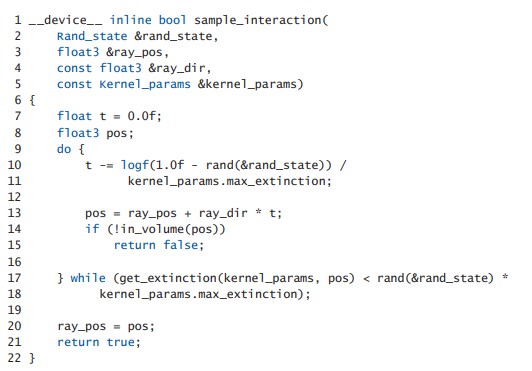 1 __device__ inline bool sample_interaction(
2 Rand_state &rand_state,
3 float3 &ray_pos,
4 const float3 &ray_dir,
5 const Kernel_params &kernel_params)
6 {
7 float t = 0.0f;
8 float3 pos;
9 do {
10 t -= logf(1.0f - rand(&rand_state)) /
11 kernel_params.max_extinction;
12
13 pos = ray_pos + ray_dir * t;
14 if (!in_volume(pos))
15 return false;
16
17 } while (get_extinction(kernel_params, pos) < rand(&rand_state) *
18 kernel_params.max_extinction);
19
20 ray_pos = pos;
21 return true;
22 }